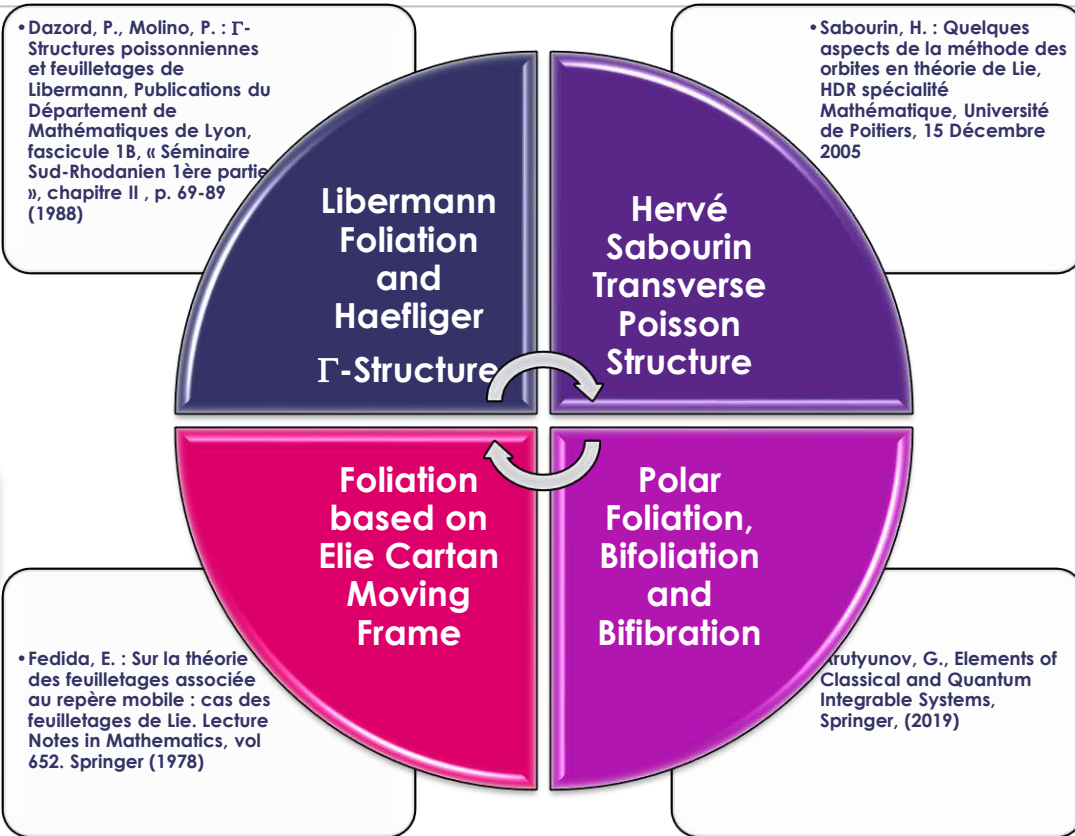 • Dazord, P., Molino, P. : Γ-
Structures poissonniennes
et feuilletages de
Libermann, Publications du
Département de
Mathématiques de Lyon,
fascicule 1B, « Séminaire
Sud-Rhodanien 1ère partie
», chapitre II , p. 69-89
(1988)
• Sabourin, H. : Quelques
aspects de la méthode des
orbites en théorie de Lie,
HDR spécialité
Mathématique, Université
de Poitiers, 15 Décembre
2005
Libermann
Foliation
and
Haefliger
Γ-Structure
Hervé
Sabourin
Transverse
Poisson
Structure
Foliation
based on
Elie Cartan
Moving
Frame
Polar
Foliation,
Bifoliation
and
Bifibration
• Fedida, E. : Sur la théorie
des feuilletages associée
au repère mobile : cas des
feuilletages de Lie. Lecture
Notes in Mathematics, vol
652. Springer (1978)
rutyunov, G., Elements of
Classical and Quantum
Integrable Systems,
Springer, (2019)